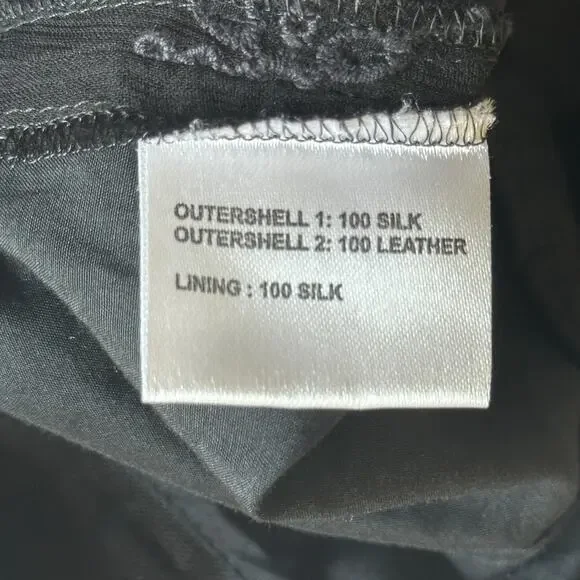 OUTERSHELL 1: 100 SILK
OUTERSHELL 2: 100 LEATHER
LINING : 100 SILK